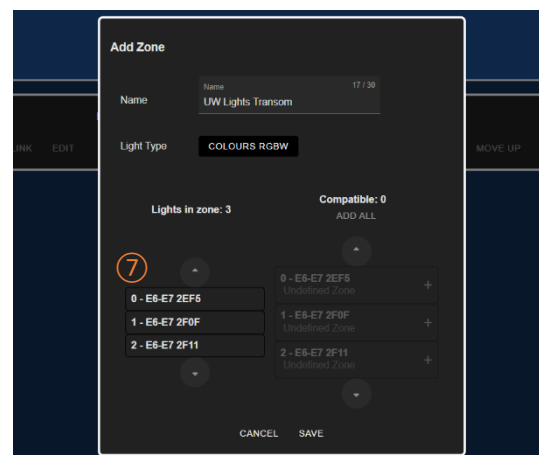 Add Zone
Name
Name
17 / 30
UW Lights Transom
LINK EDIT
Light Type
COLOURS RGBW
MOVE UP
Lights in zone: 3
Compatible: 0
ADD ALL
7
0 - E6-E7 2EF5
1 - E6-E7 2F0F
2 - E6-E7 2F11
0 - E6-E7 2EF5
Undefined Zone
+
1 - E6-E7 2F0F
Undefined Zone
+
2 - E6-E7 2F11
Undefined Zone
+
CANCEL SAVE